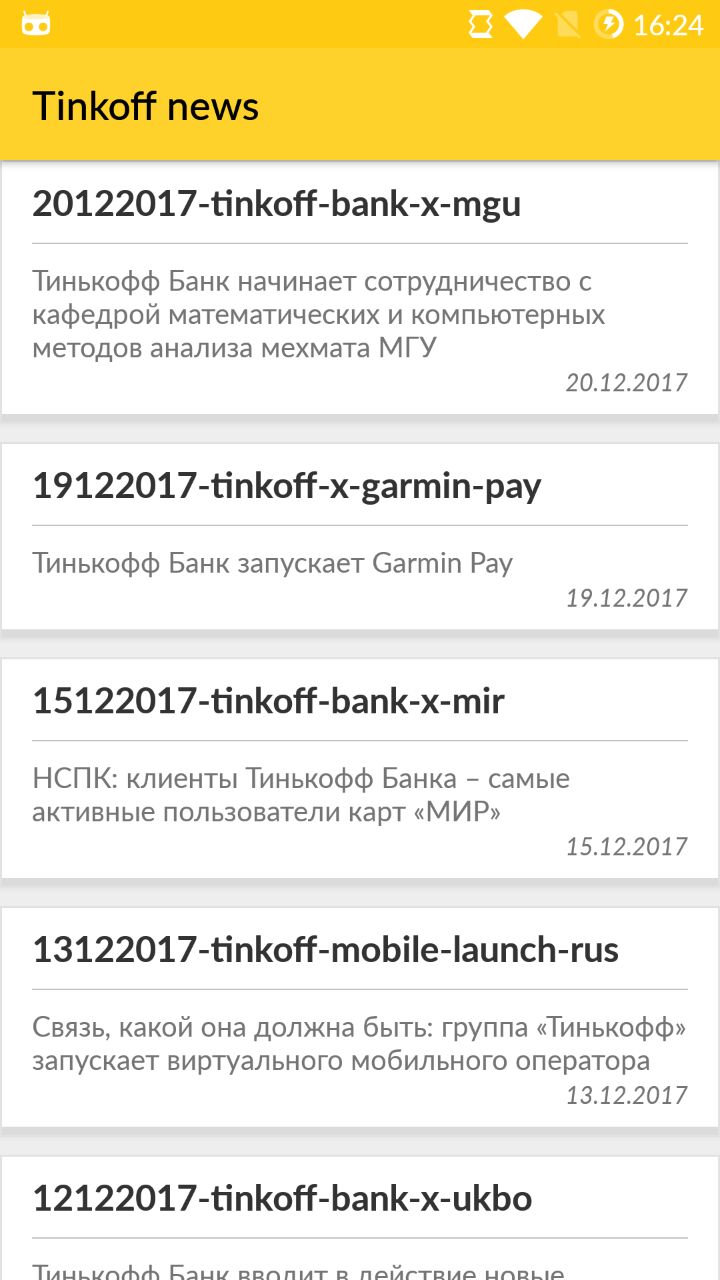 16:24
Tinkoff news
20122017-tinkoff-bank-x-mgu
Тинькофф Банк начинает сотрудничество с
кафедрой математических и компьютерных
методов анализа мехмата МГУ
20.12.2017
19122017-tinkoff-x-garmin-pay
Тинькофф Банк запускает Garmin Pay
19.12.2017
15122017-tinkoff-bank-x-mir
НСПК: клиенты Тинькофф Банка – самые
активные пользователи карт «МИР»
15.12.2017
13122017-tinkoff-mobile-launch-rus
Связь, какой она должна быть: группа «Тинькофф»
запускает виртуального мобильного оператора
13.12.2017
12122017-tinkoff-bank-x-ukbo
Тинькофф Банк вводит в действие новые